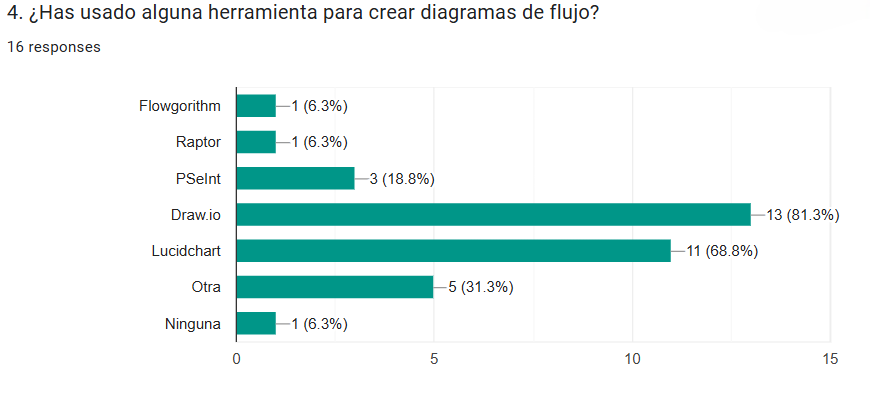 4. ¿Has usado alguna herramienta para crear diagramas de flujo?
16 responses
Flowgorithm 1 (6.3%)
Raptor 1 (6.3%)
PSeInt 3 (18.8%)
Draw.io 13 (81.3%)
Lucidchart 11 (68.8%)
Otra 5 (31.3%)
Ninguna 1 (6.3%)
0 5 10 15